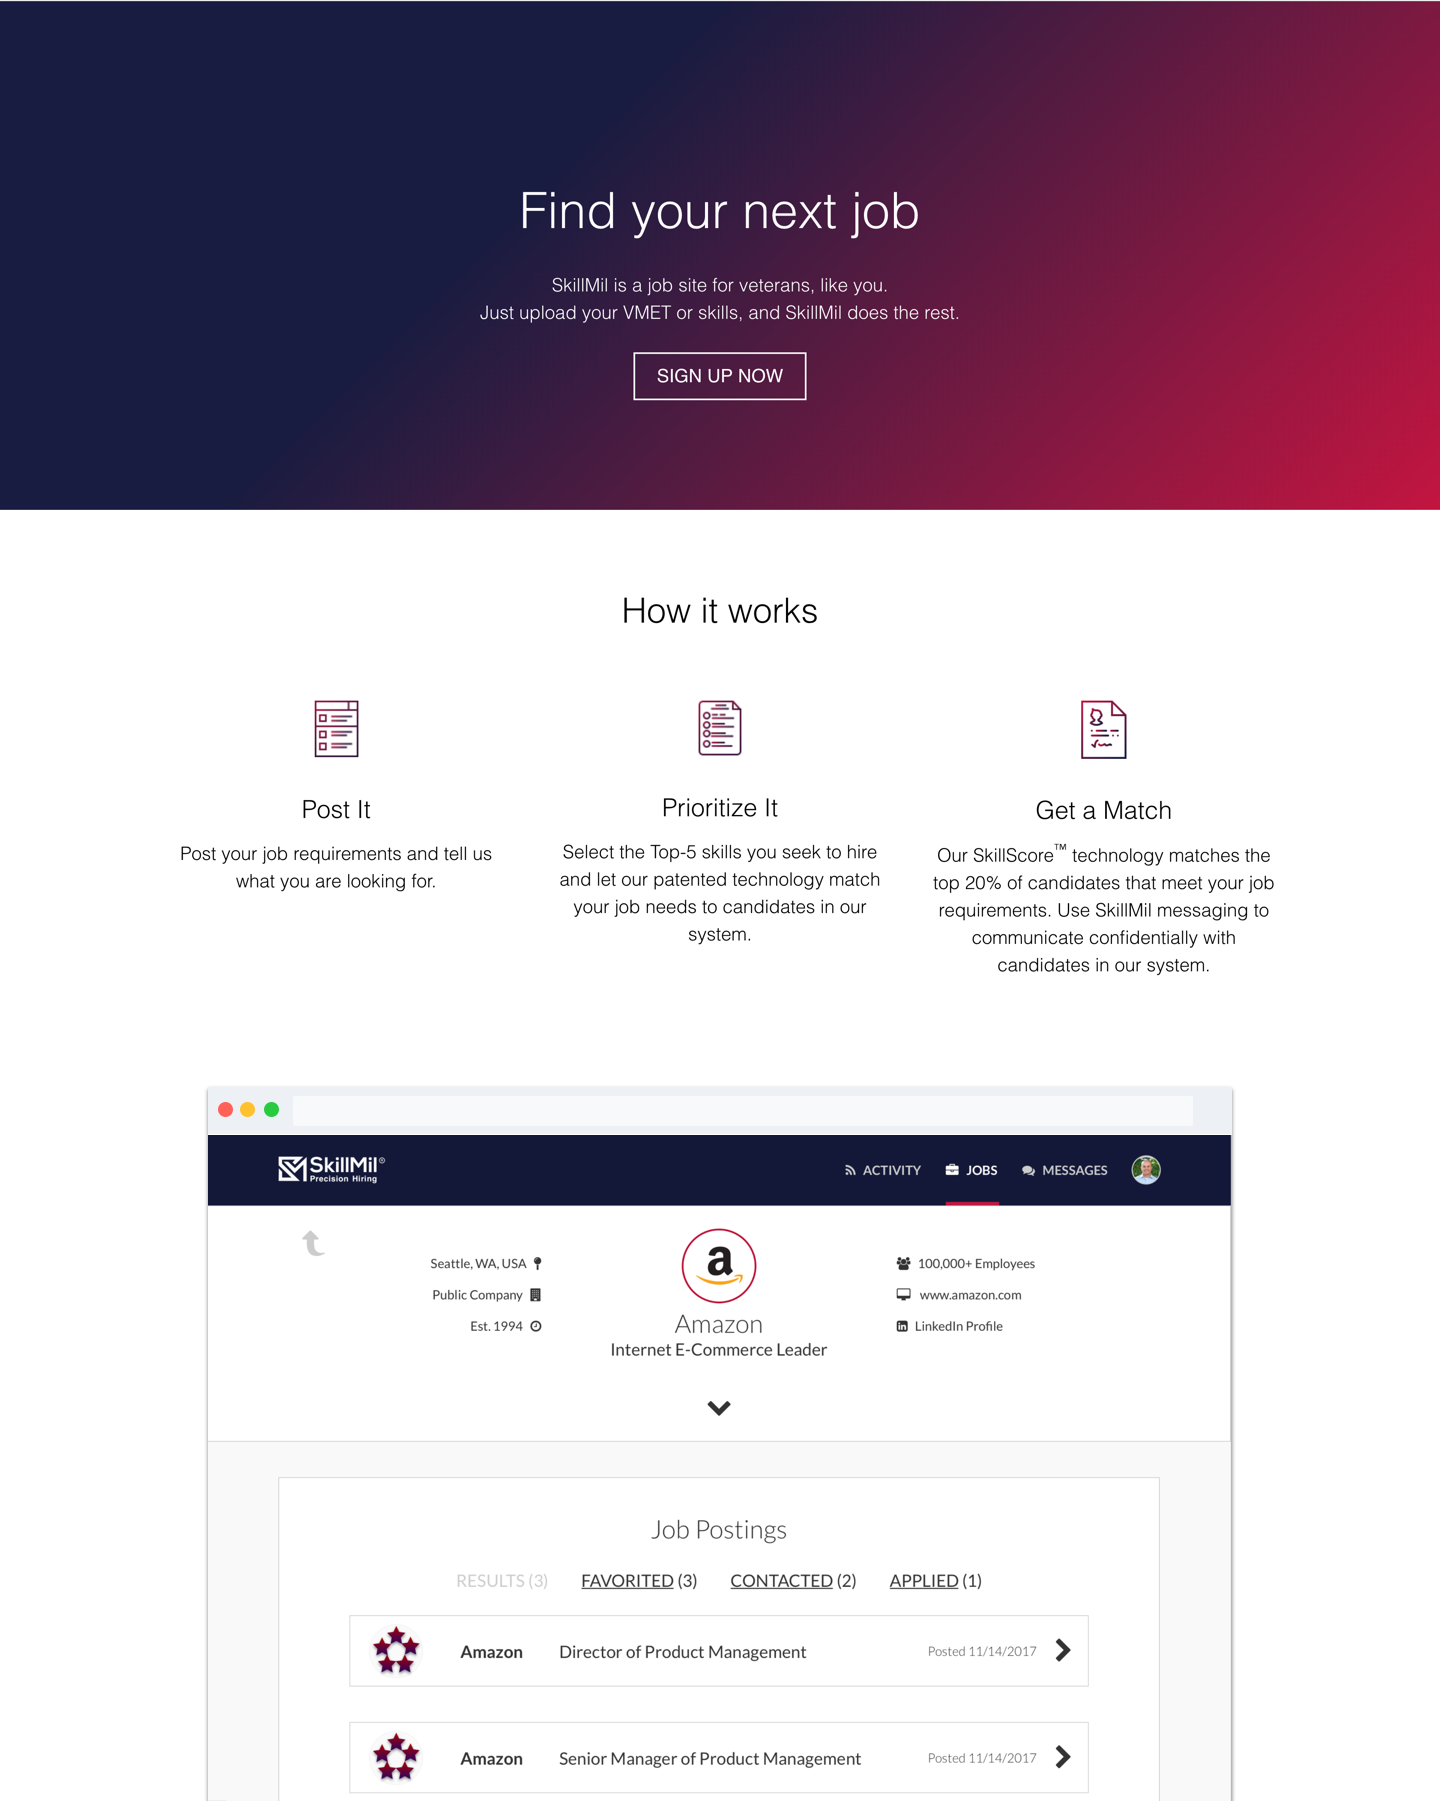 Find your next job
SkillMil is a job site for veterans, like you.
Just upload your VMET or skills, and SkillMil does the rest.
SIGN UP NOW
How it works
Post It
Post your job requirements and tell us
what you are looking for.
Prioritize It
Select the Top-5 skills you seek to hire
and let our patented technology match
your job needs to candidates in our
system.
Get a Match
Our SkillScore™ technology matches the
top 20% of candidates that meet your job
requirements. Use SkillMil messaging to
communicate confidentially with
candidates in our system.
SkillMil®
Precision Hiring
ACTIVITY JOBS MESSAGES
Seattle, WA, USA
Public Company
Est. 1994
a
Amazon
Internet E-Commerce Leader
100,000+ Employees
www.amazon.com
LinkedIn Profile
Job Postings
RESULTS (3) FAVORITED (3) CONTACTED (2) APPLIED (1)
Amazon Director of Product Management Posted 11/14/2017
Amazon Senior Manager of Product Management Posted 11/14/2017